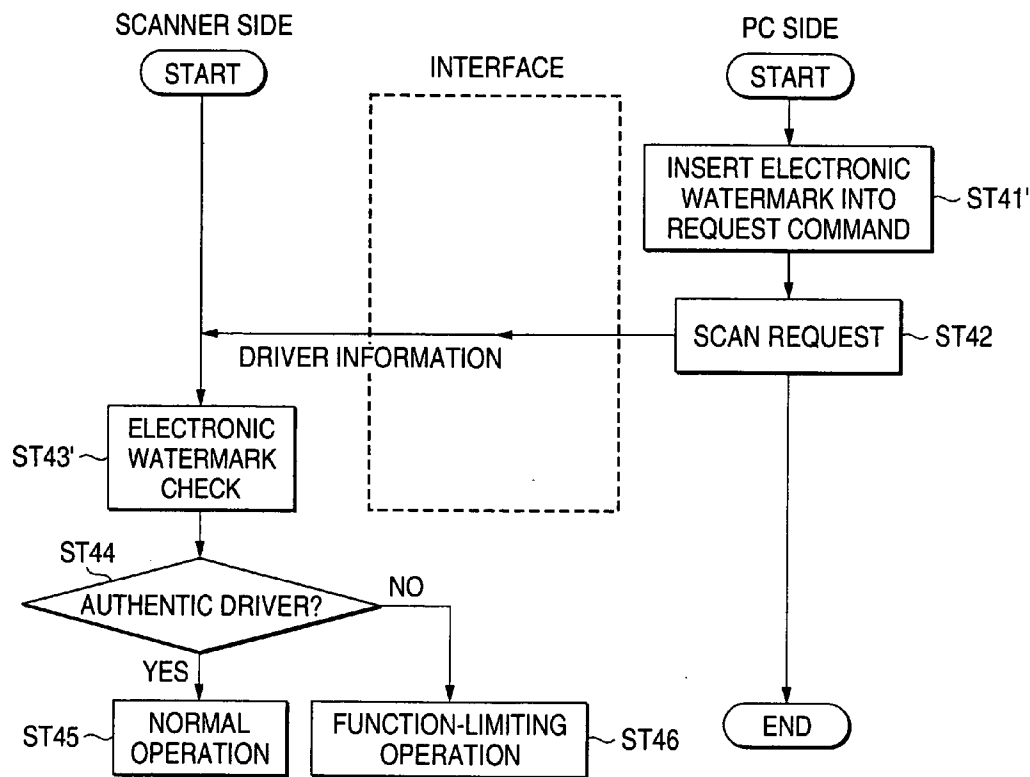 SCANNER SIDE
START
INTERFACE
PC SIDE
START
INSERT ELECTRONIC
WATERMARK INTO
REQUEST COMMAND
ST41'
SCAN REQUEST
ST42
DRIVER INFORMATION
ELECTRONIC
WATERMARK
CHECK
ST43'
ST44
AUTHENTIC DRIVER?
NO
YES
NORMAL
OPERATION
ST45
FUNCTION-LIMITING
OPERATION
ST46
END